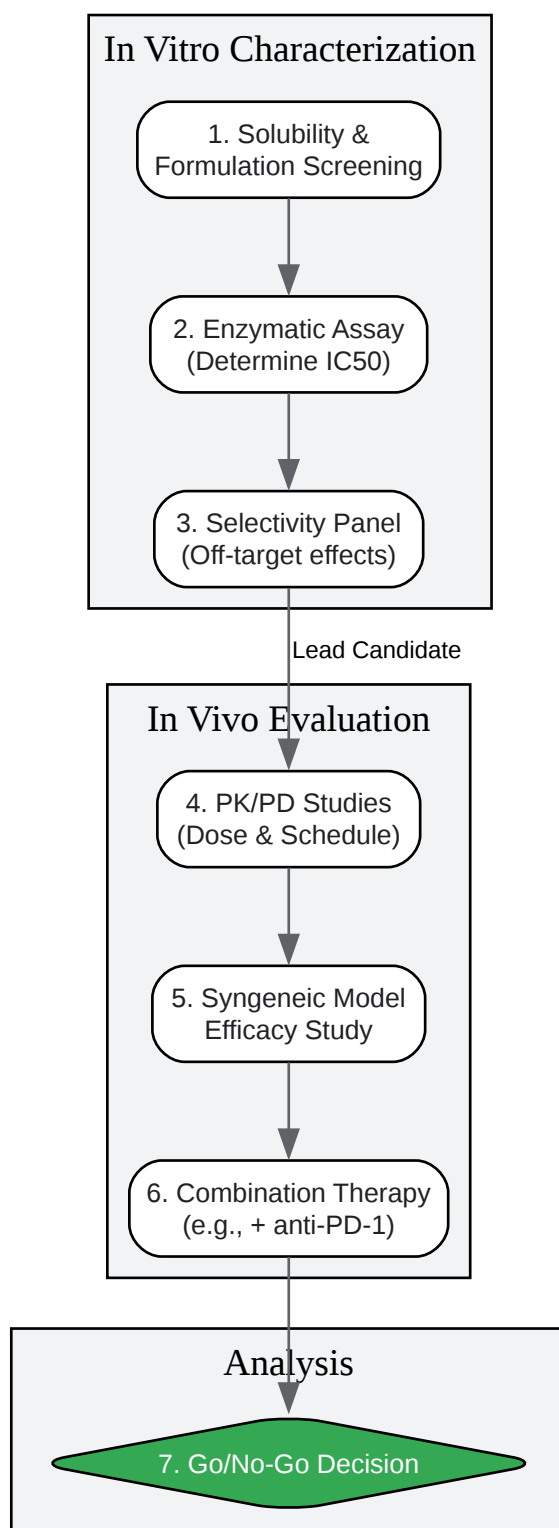 In Vitro Characterization
1. Solubility &
Formulation Screening
2. Enzymatic Assay
(Determine IC50)
3. Selectivity Panel
(Off-target effects)
Lead Candidate
In Vivo Evaluation
4. PK/PD Studies
(Dose & Schedule)
5. Syngeneic Model
Efficacy Study
6. Combination Therapy
(e.g., + anti-PD-1)
Analysis
7. Go/No-Go Decision